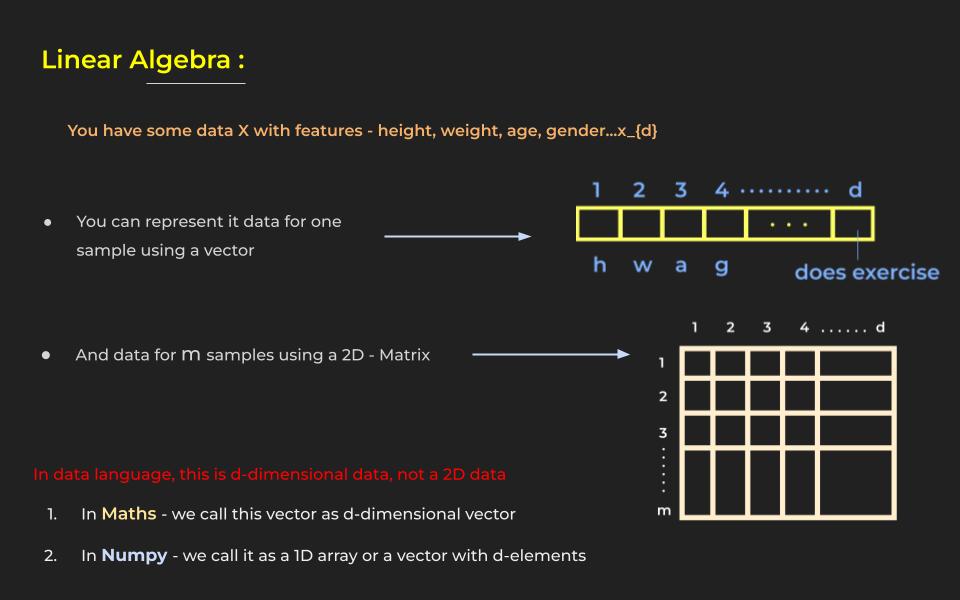 Linear Algebra :
You have some data X with features - height, weight, age, gender...x_{d}
● You can represent it data for one
sample using a vector
1 2 3 4 .......... d
. . .
h w a g
does exercise
● And data for m samples using a 2D - Matrix
1 2 3 4 ...... d
1
2
3
......
m
In data language, this is d-dimensional data, not a 2D data
1. In Maths - we call this vector as d-dimensional vector
2. In Numpy - we call it as a 1D array or a vector with d-elements